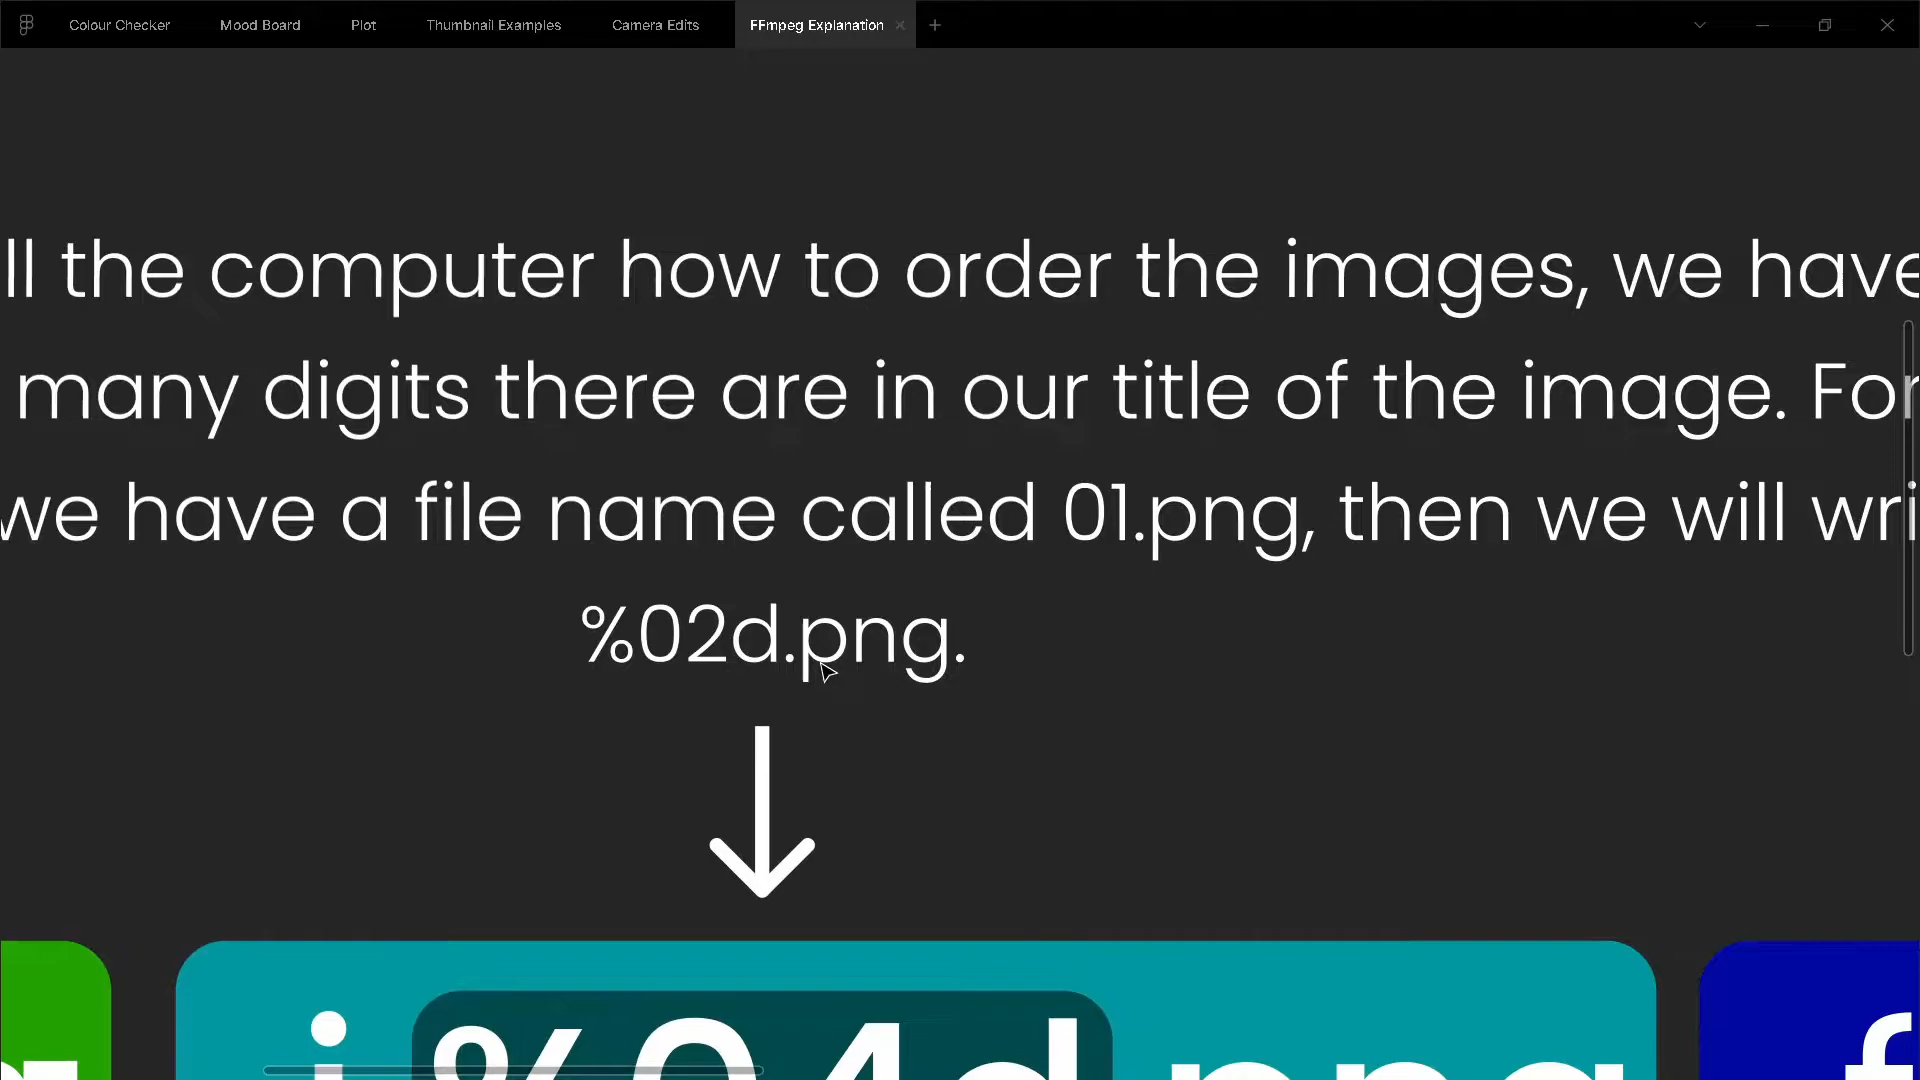 Colour Checker Mood Board Plot Thumbnail Examples Camera Edits FFmpeg Explanation
ll the computer how to order the images, we have
many digits there are in our title of the image. For
we have a file name called 01.png, then we will wri
%02d.png.
i %04d.png f